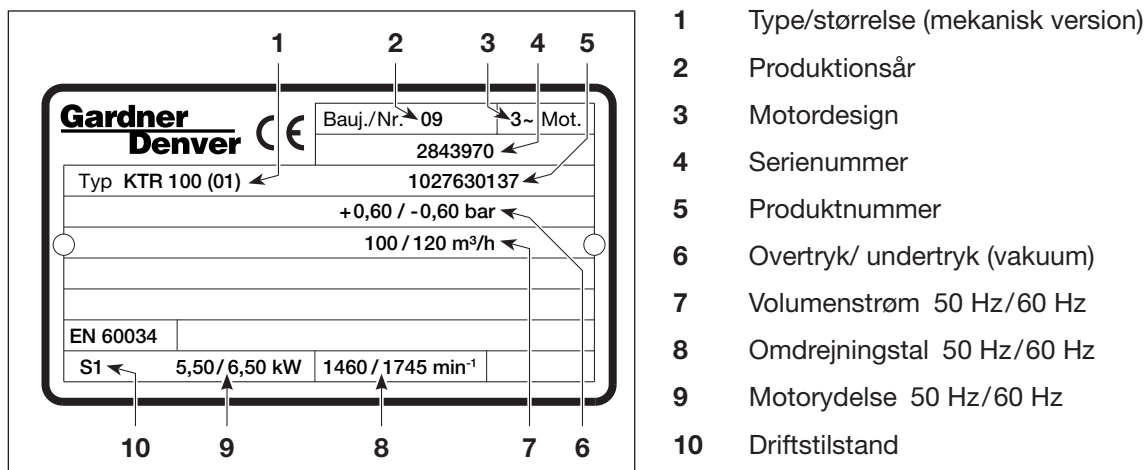 1 2 3 4 5
Gardner
Denver
CE
Bauj./Nr. 09
3~ Mot.
2843970
Typ KTR 100 (01)
1027630137
+0,60 / -0,60 bar
100 / 120 m³/h
EN 60034
S1
5,50 / 6,50 kW
1460 / 1745 min⁻¹
10 9 8 7 6
1 Type/størrelse (mekanisk version)
2 Produktionsår
3 Motordesign
4 Serienummer
5 Produktnummer
6 Overtryk/ undertryk (vakuum)
7 Volumenstrøm 50 Hz/60 Hz
8 Omdrejningstal 50 Hz/60 Hz
9 Motorydelse 50 Hz/60 Hz
10 Driftstilstand